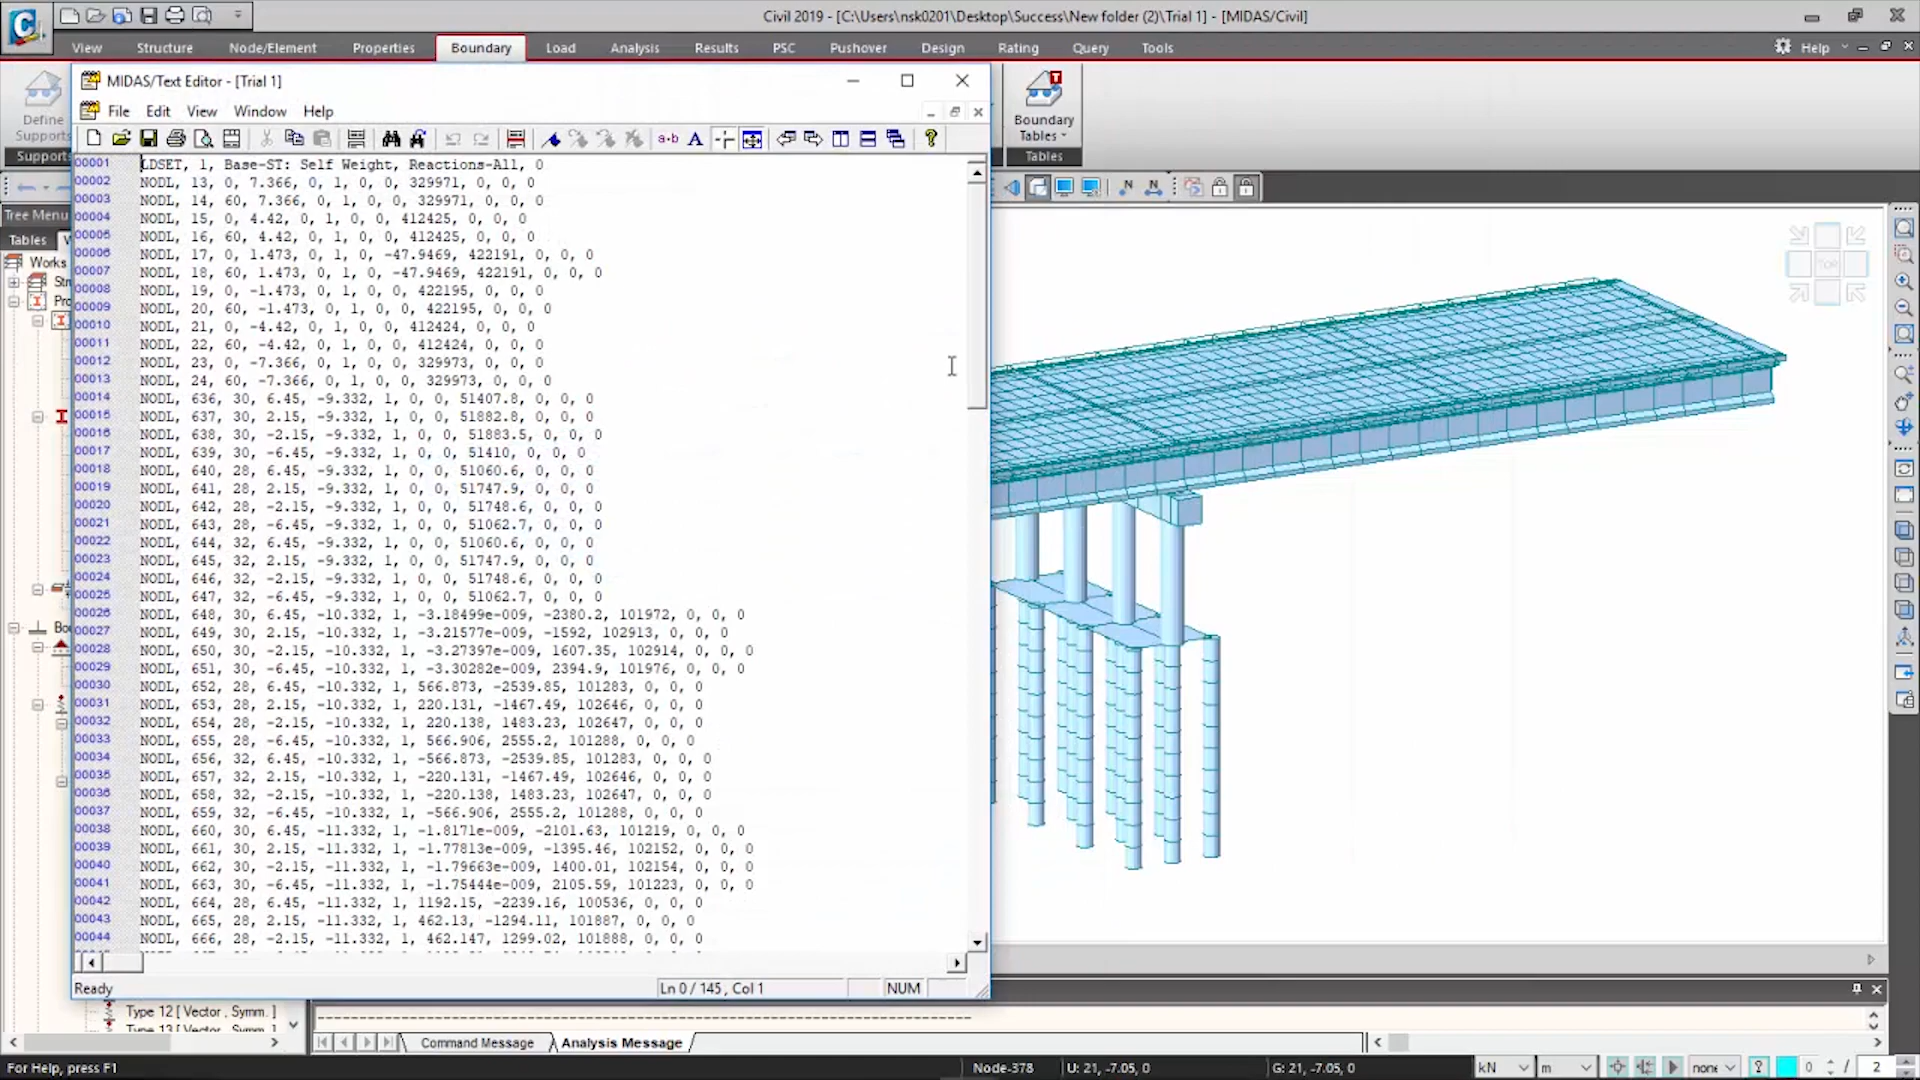 Civil 2019 - [C:\Users\nsk0201\Desktop\Success\New folder (2)\Trial 1] - [MIDAS/Civil]
View Structure Node/Element Properties Boundary Load Analysis Results PSC Pushover Design Rating Query Tools Help
Define
Supports
Supports
Boundary
Tables
Tables
MIDAS/Text Editor - [Trial 1]
File Edit View Window Help
Tree Menu
Tables
Works
00001 LDSET, 1, Base-ST: Self Weight, Reactions-All, 0
00002 NODL, 13, 0, 7.366, 0, 1, 0, 0, 329971, 0, 0, 0
00003 NODL, 14, 60, 7.366, 0, 1, 0, 0, 329971, 0, 0, 0
00004 NODL, 15, 0, 4.42, 0, 1, 0, 0, 412425, 0, 0, 0
00005 NODL, 16, 60, 4.42, 0, 1, 0, 0, 412425, 0, 0, 0
00006 NODL, 17, 0, 1.473, 0, 1, 0, -47.9469, 422191, 0, 0, 0
00007 NODL, 18, 60, 1.473, 0, 1, 0, -47.9469, 422191, 0, 0, 0
00008 NODL, 19, 0, -1.473, 0, 1, 0, 0, 422195, 0, 0, 0
00009 NODL, 20, 60, -1.473, 0, 1, 0, 0, 422195, 0, 0, 0
00010 NODL, 21, 0, -4.42, 0, 1, 0, 0, 412424, 0, 0, 0
00011 NODL, 22, 60, -4.42, 0, 1, 0, 0, 412424, 0, 0, 0
00012 NODL, 23, 0, -7.366, 0, 1, 0, 0, 329973, 0, 0, 0
00013 NODL, 24, 60, -7.366, 0, 1, 0, 0, 329973, 0, 0, 0
00014 NODL, 636, 30, 6.45, -9.332, 1, 0, 0, 51407.8, 0, 0, 0
00015 NODL, 637, 30, 2.15, -9.332, 1, 0, 0, 51882.8, 0, 0, 0
00016 NODL, 638, 30, -2.15, -9.332, 1, 0, 0, 51883.5, 0, 0, 0
00017 NODL, 639, 30, -6.45, -9.332, 1, 0, 0, 51410, 0, 0, 0
00018 NODL, 640, 28, 6.45, -9.332, 1, 0, 0, 51060.6, 0, 0, 0
00019 NODL, 641, 28, 2.15, -9.332, 1, 0, 0, 51747.9, 0, 0, 0
00020 NODL, 642, 28, -2.15, -9.332, 1, 0, 0, 51748.6, 0, 0, 0
00021 NODL, 643, 28, -6.45, -9.332, 1, 0, 0, 51062.7, 0, 0, 0
00022 NODL, 644, 32, 6.45, -9.332, 1, 0, 0, 51060.6, 0, 0, 0
00023 NODL, 645, 32, 2.15, -9.332, 1, 0, 0, 51747.9, 0, 0, 0
00024 NODL, 646, 32, -2.15, -9.332, 1, 0, 0, 51748.6, 0, 0, 0
00025 NODL, 647, 32, -6.45, -9.332, 1, 0, 0, 51062.7, 0, 0, 0
00026 NODL, 648, 30, 6.45, -10.332, 1, -3.18499e-009, -2380.2, 101972, 0, 0, 0
00027 NODL, 649, 30, 2.15, -10.332, 1, -3.21577e-009, -1592, 102913, 0, 0, 0
00028 NODL, 650, 30, -2.15, -10.332, 1, -3.27397e-009, 1607.35, 102914, 0, 0, 0
00029 NODL, 651, 30, -6.45, -10.332, 1, -3.30282e-009, 2394.9, 101976, 0, 0, 0
00030 NODL, 652, 28, 6.45, -10.332, 1, 566.873, -2539.85, 101283, 0, 0, 0
00031 NODL, 653, 28, 2.15, -10.332, 1, 220.131, -1467.49, 102646, 0, 0, 0
00032 NODL, 654, 28, -2.15, -10.332, 1, 220.138, 1483.23, 102647, 0, 0, 0
00033 NODL, 655, 28, -6.45, -10.332, 1, 566.906, 2555.2, 101288, 0, 0, 0
00034 NODL, 656, 32, 6.45, -10.332, 1, -566.873, -2539.85, 101283, 0, 0, 0
00035 NODL, 657, 32, 2.15, -10.332, 1, -220.131, -1467.49, 102646, 0, 0, 0
00036 NODL, 658, 32, -2.15, -10.332, 1, -220.138, 1483.23, 102647, 0, 0, 0
00037 NODL, 659, 32, -6.45, -10.332, 1, -566.906, 2555.2, 101288, 0, 0, 0
00038 NODL, 660, 30, 6.45, -11.332, 1, -1.8171e-009, -2101.63, 101219, 0, 0, 0
00039 NODL, 661, 30, 2.15, -11.332, 1, -1.77813e-009, -1395.46, 102152, 0, 0, 0
00040 NODL, 662, 30, -2.15, -11.332, 1, -1.79663e-009, 1400.01, 102154, 0, 0, 0
00041 NODL, 663, 30, -6.45, -11.332, 1, -1.75444e-009, 2105.59, 101223, 0, 0, 0
00042 NODL, 664, 28, 6.45, -11.332, 1, 1192.15, -2239.16, 100536, 0, 0, 0
00043 NODL, 665, 28, 2.15, -11.332, 1, 462.13, -1294.11, 101887, 0, 0, 0
00044 NODL, 666, 28, -2.15, -11.332, 1, 462.147, 1299.02, 101888, 0, 0, 0
Ready Ln 0 / 145 , Col 1 NUM
Type 12 [ Vector , Symm. ]
Type 13 [ Vector , Symm. ]
Command Message Analysis Message
For Help, press F1 Node-378 U: 21, -7.05, 0 G: 21, -7.05, 0 kN m none 0 / 2